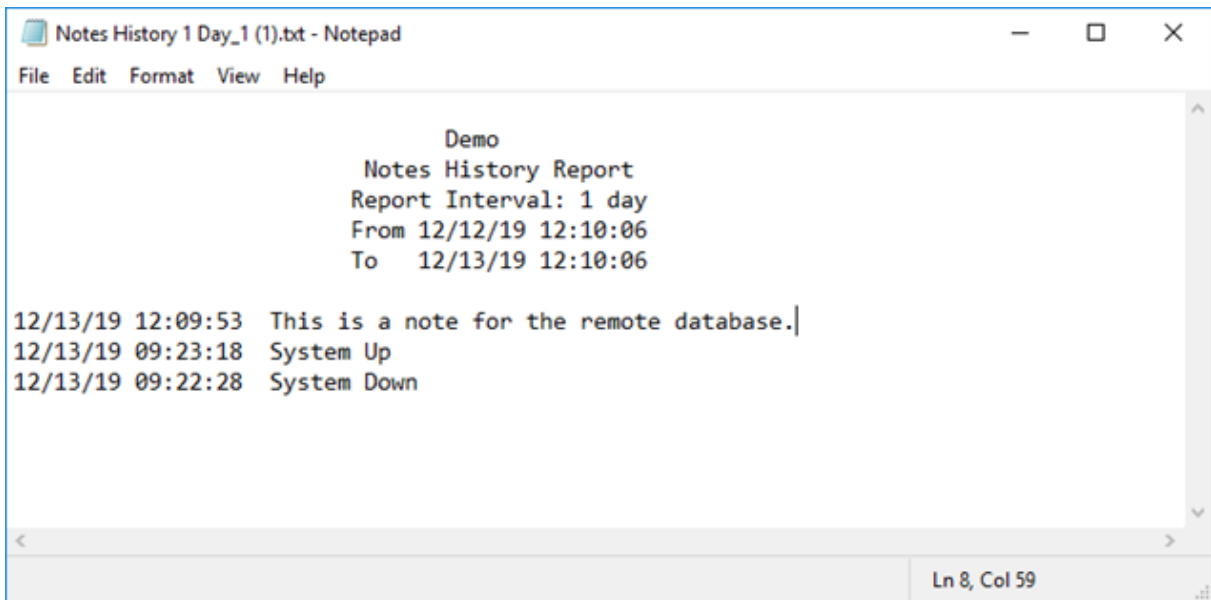 Notes History 1 Day_1 (1).txt - Notepad
File Edit Format View Help
Demo
Notes History Report
Report Interval: 1 day
From 12/12/19 12:10:06
To 12/13/19 12:10:06
12/13/19 12:09:53 This is a note for the remote database.
12/13/19 09:23:18 System Up
12/13/19 09:22:28 System Down
Ln 8, Col 59